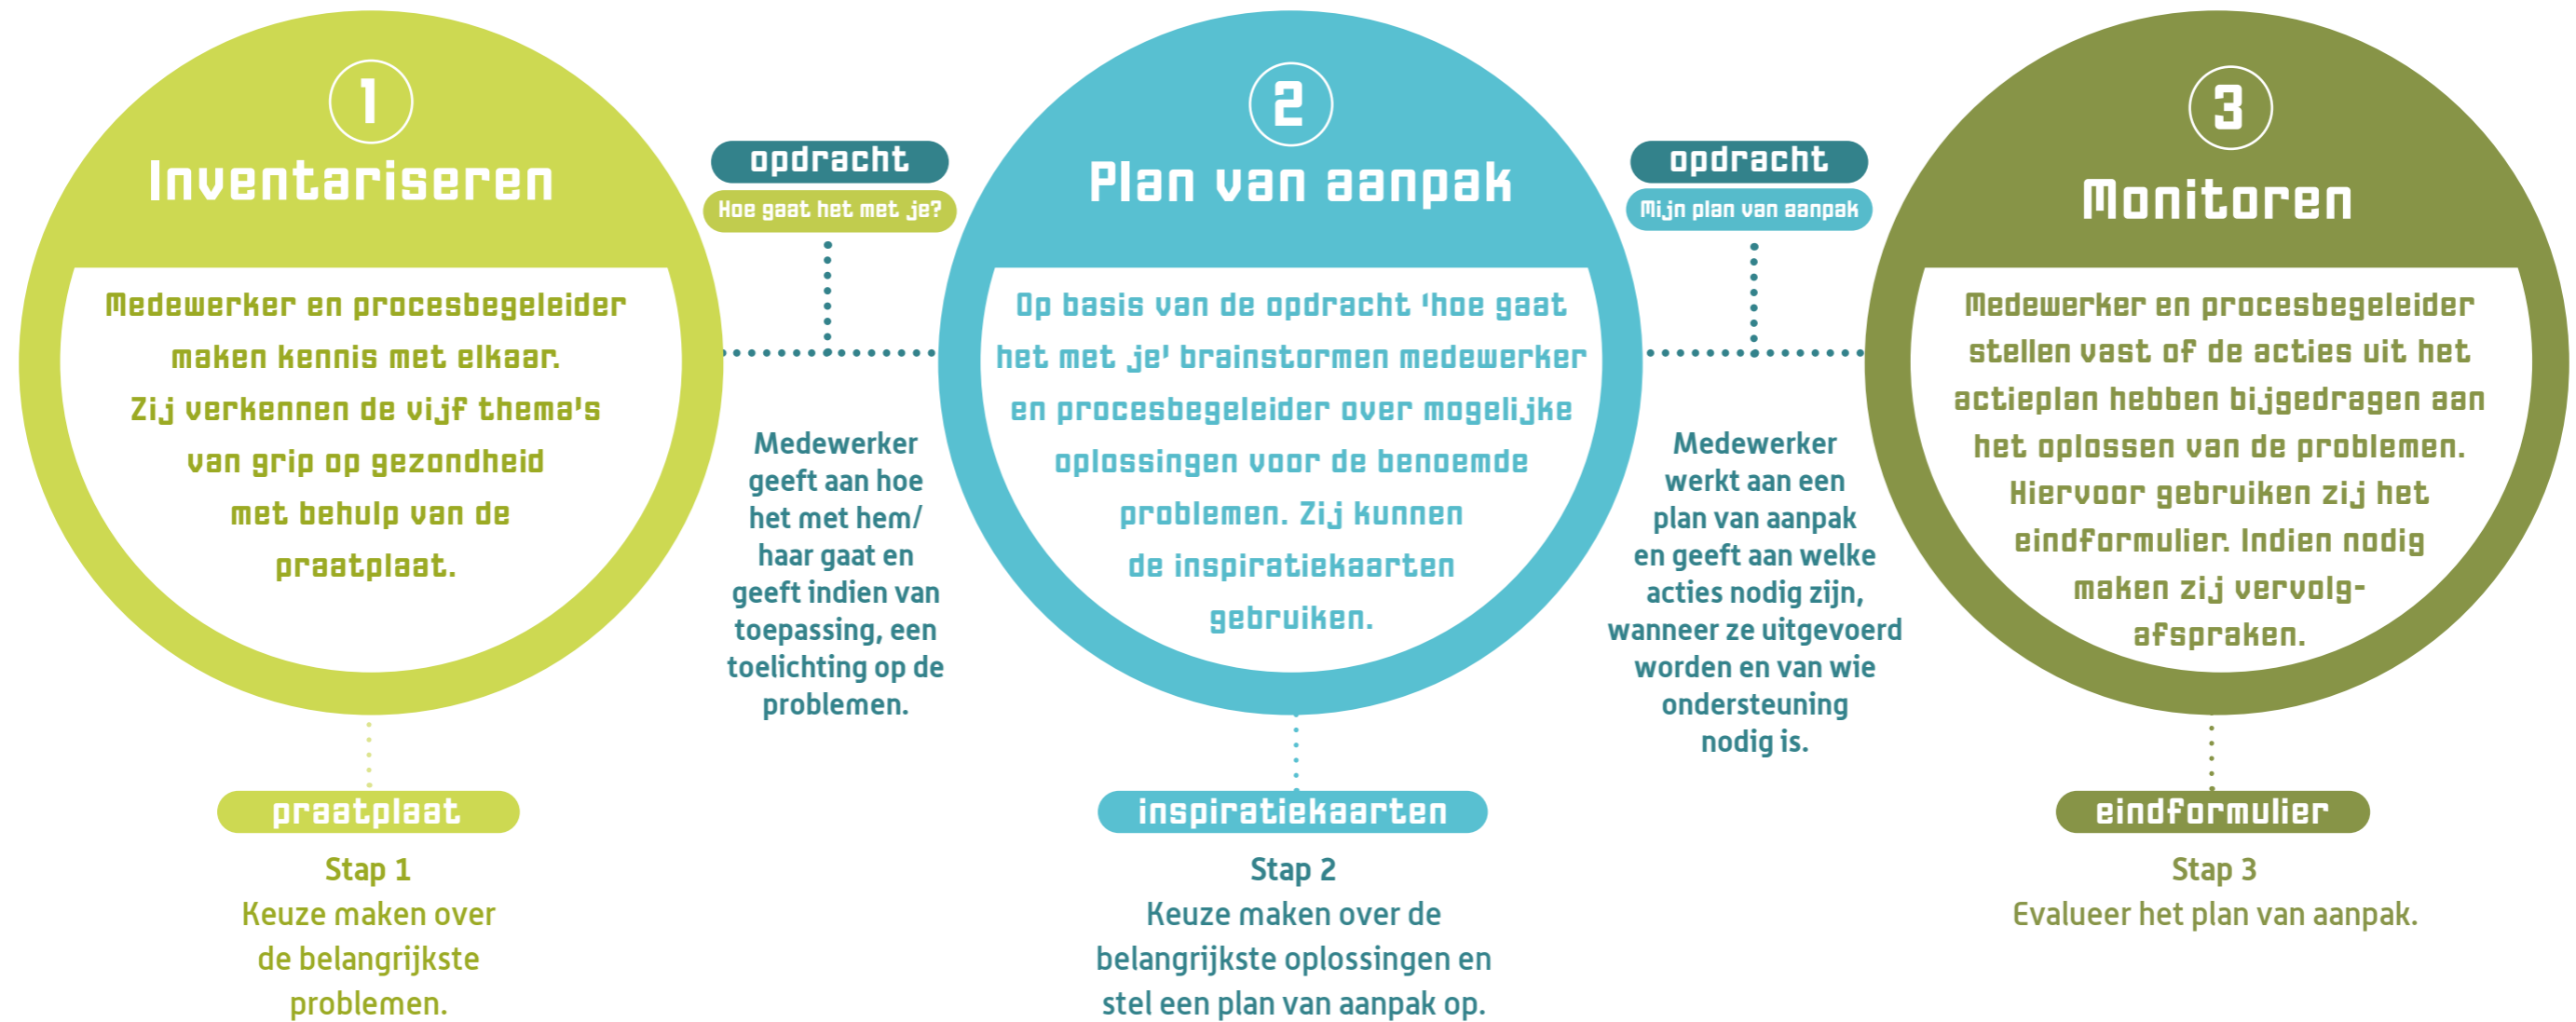 1
Inventariseren
Medewerker en procesbegeleider
maken kennis met elkaar.
Zij verkennen de vijf thema's
van grip op gezondheid
met behulp van de
praatplaat.
praatplaat
Stap 1
Keuze maken over
de belangrijkste
problemen.
opdracht
Hoe gaat het met je?
Medewerker
geeft aan hoe
het met hem/
haar gaat en
geeft indien van
toepassing, een
toelichting op de
problemen.
2
Plan van aanpak
Op basis van de opdracht 'hoe gaat
het met je' brainstormen medewerker
en procesbegeleider over mogelijke
oplossingen voor de benoemde
problemen. Zij kunnen
de inspiratiekaarten
gebruiken.
inspiratiekaarten
Stap 2
Keuze maken over de
belangrijkste oplossingen en
stel een plan van aanpak op.
opdracht
Mijn plan van aanpak
Medewerker
werkt aan een
plan van aanpak
en geeft aan welke
acties nodig zijn,
wanneer ze uitgevoerd
worden en van wie
ondersteuning
nodig is.
3
Monitoren
Medewerker en procesbegeleider
stellen vast of de acties uit het
actieplan hebben bijgedragen aan
het oplossen van de problemen.
Hiervoor gebruiken zij het
eindformulier. Indien nodig
maken zij vervolg-
afspraken.
eindformulier
Stap 3
Evalueer het plan van aanpak.